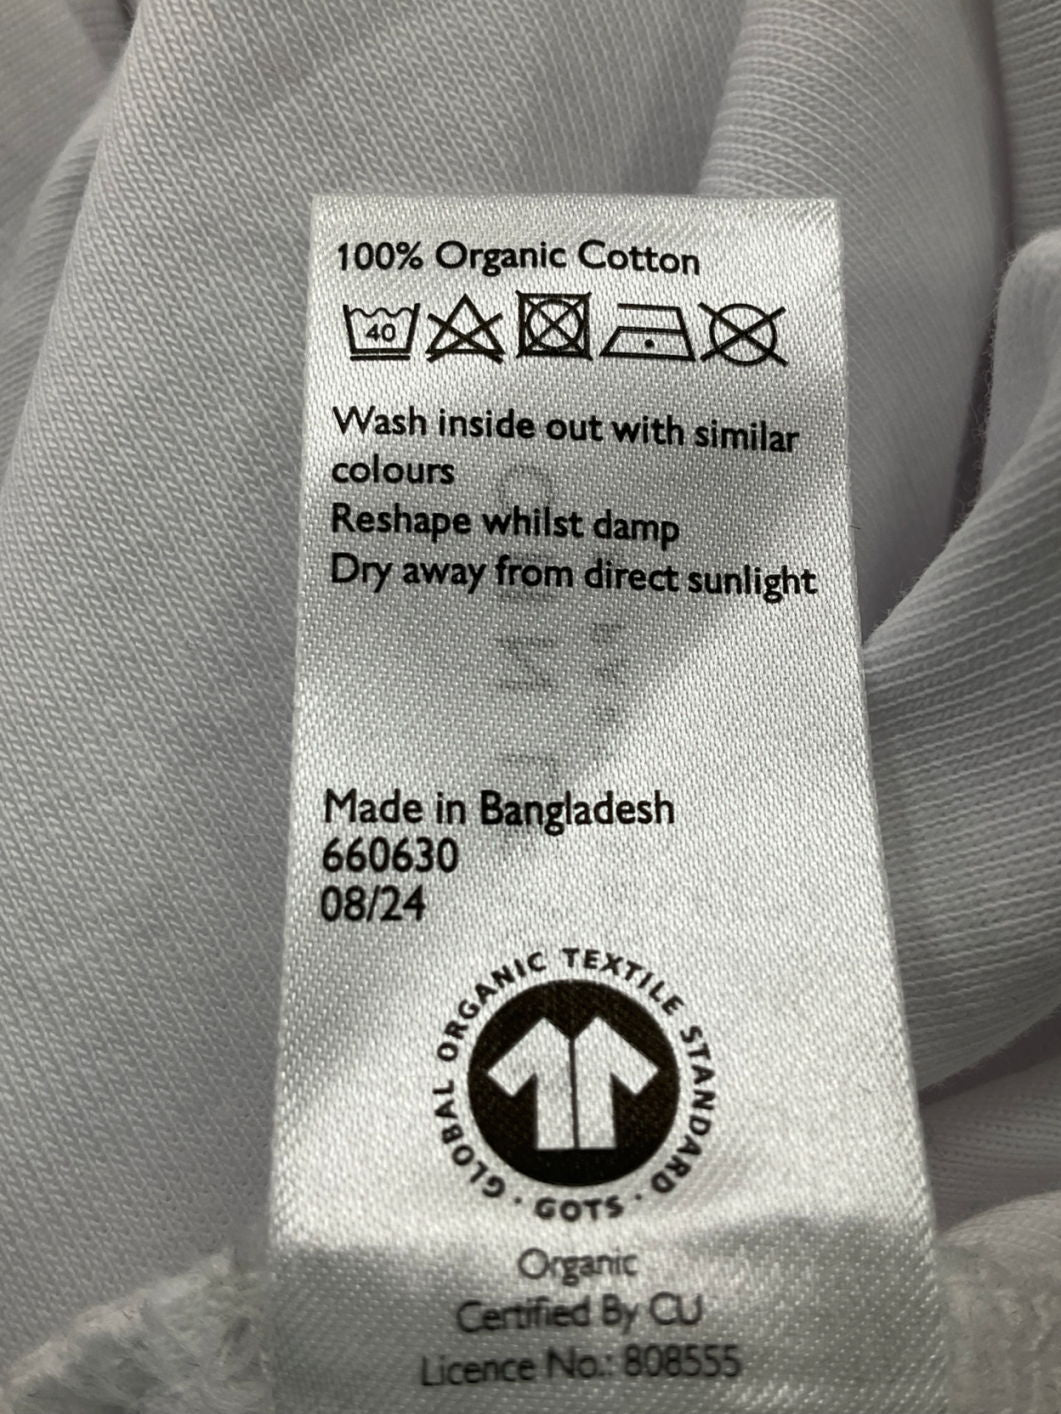 100% Organic Cotton
40
Wash inside out with similar
colours
Reshape whilst damp
Dry away from direct sunlight
Made in Bangladesh
660630
08/24
GLOBAL ORGANIC TEXTILE STANDARD · GOTS ·
Organic
Certified By CU
Licence No.: 808555